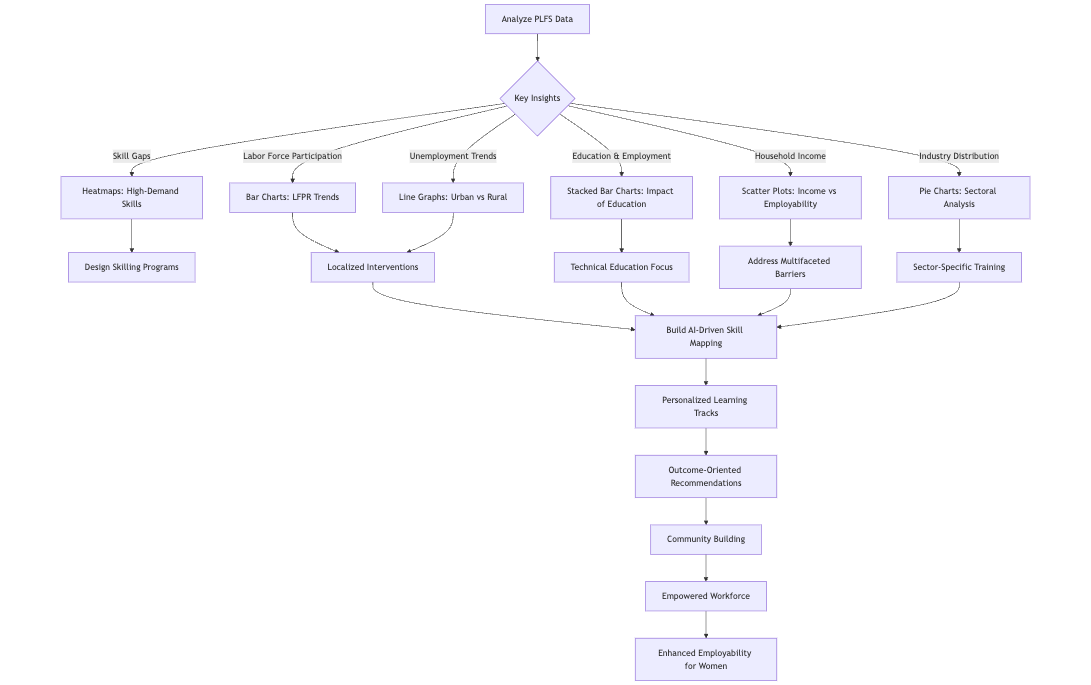 Analyze PLFS Data
Key Insights
Skill Gaps
Labor Force Participation
Unemployment Trends
Education & Employment
Household Income
Industry Distribution
Heatmaps: High-Demand
Skills
Bar Charts: LFPR Trends
Line Graphs: Urban vs Rural
Stacked Bar Charts: Impact
of Education
Scatter Plots: Income vs
Employability
Pie Charts: Sectoral
Analysis
Design Skilling Programs
Localized Interventions
Technical Education Focus
Address Multifaceted
Barriers
Sector-Specific Training
Build AI-Driven Skill
Mapping
Personalized Learning
Tracks
Outcome-Oriented
Recommendations
Community Building
Empowered Workforce
Enhanced Employability
for Women